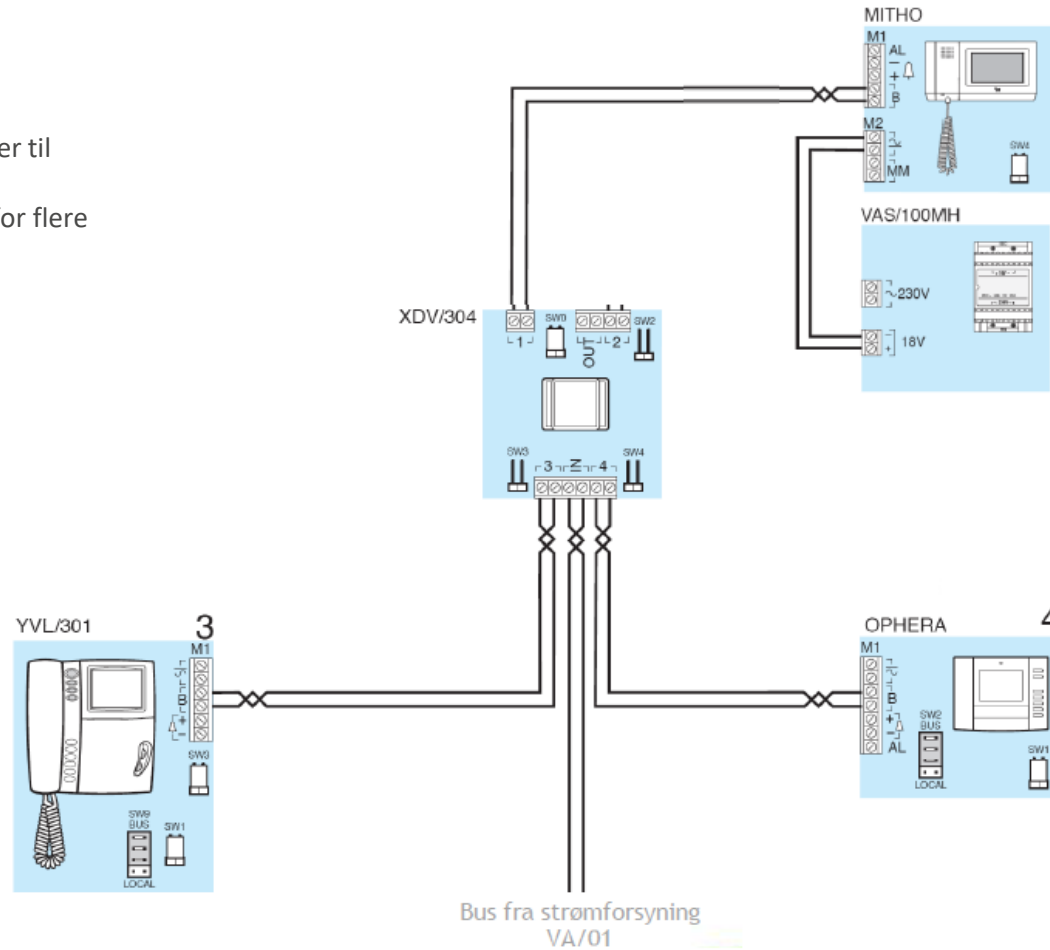 er til
or flere
MITHO
M1
AL
−
+
B
M2
MM
SW4
VAS/100MH
~230V
−
+
18V
XDV/304
1
SW0
OUT
2
SW2
SW3
3
IN
4
SW4
YVL/301
3
M1
B
+
−
SW3
SW9
BUS
SW1
LOCAL
OPHERA
4
M1
B
+
−
AL
SW2
BUS
SW1
LOCAL
Bus fra strømforsyning
VA/01